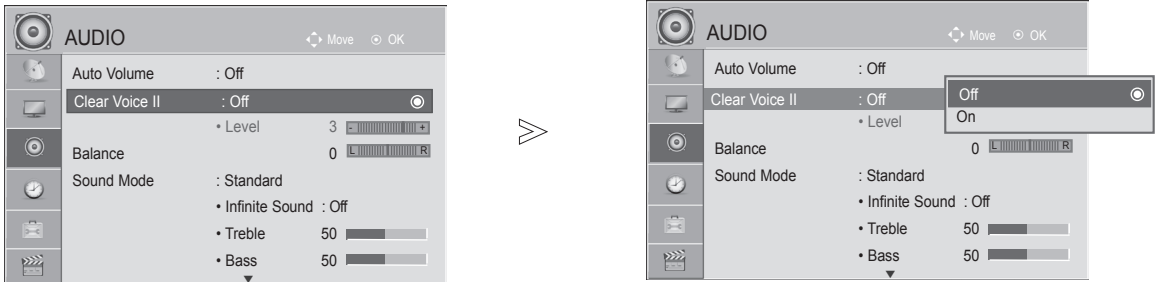 AUDIO
Move OK
Auto Volume : Off
Clear Voice II : Off
• Level 3 - +
Balance 0 L R
Sound Mode : Standard
• Infinite Sound : Off
• Treble 50
• Bass 50
AUDIO
Move OK
Auto Volume : Off
Clear Voice II : Off
Off
On
• Level
Balance 0 L R
Sound Mode : Standard
• Infinite Sound : Off
• Treble 50
• Bass 50